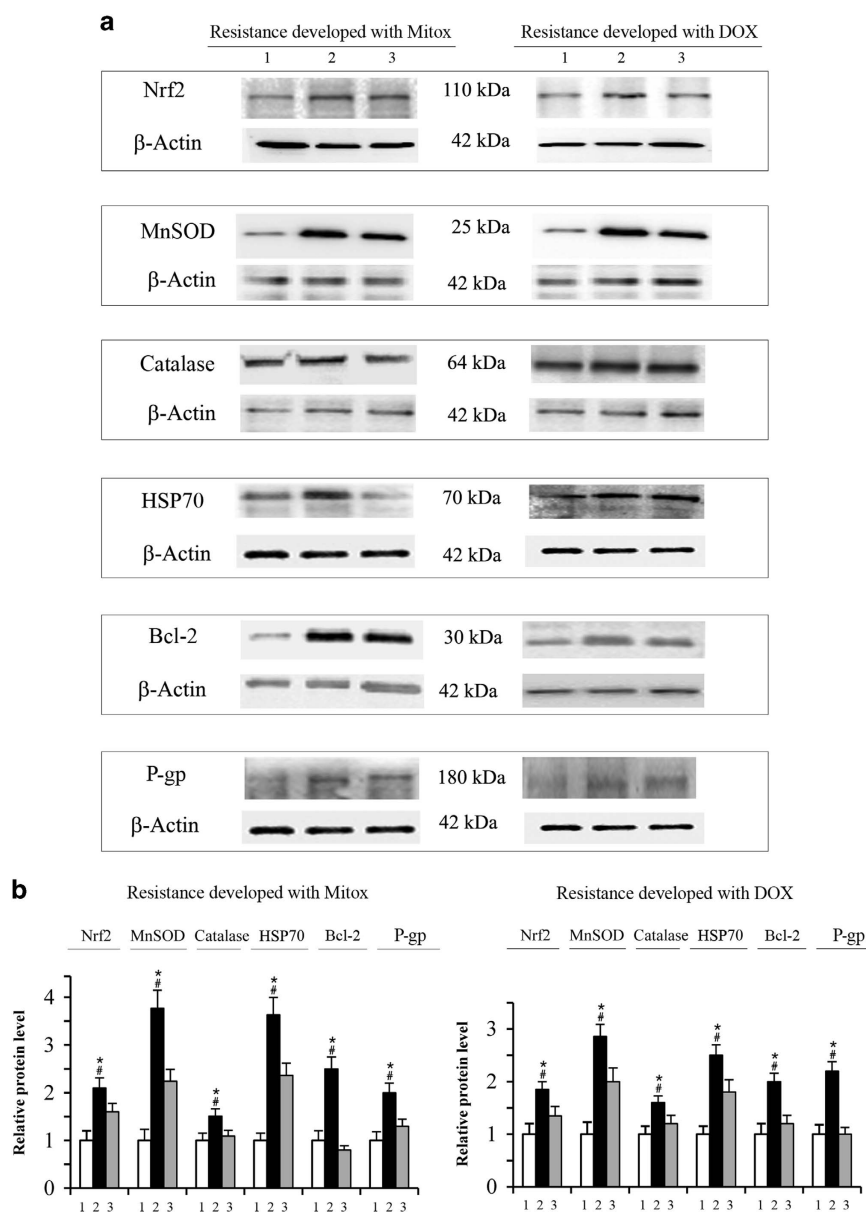 a
Resistance developed with Mitox Resistance developed with DOX
1 2 3 1 2 3
Nrf2 110 kDa
β-Actin 42 kDa
MnSOD 25 kDa
β-Actin 42 kDa
Catalase 64 kDa
β-Actin 42 kDa
HSP70 70 kDa
β-Actin 42 kDa
Bcl-2 30 kDa
β-Actin 42 kDa
P-gp 180 kDa
β-Actin 42 kDa
b
Resistance developed with Mitox
Nrf2 MnSOD Catalase HSP70 Bcl-2 P-gp
Relative protein level
4
3
2
1
0
*
#
*
#
*
#
*
#
*
#
*
#
1 2 3 1 2 3 1 2 3 1 2 3 1 2 3 1 2 3
Resistance developed with DOX
Nrf2 MnSOD Catalase HSP70 Bcl-2 P-gp
Relative protein level
3
2
1
0
*
#
*
#
*
#
*
#
*
#
*
#
1 2 3 1 2 3 1 2 3 1 2 3 1 2 3 1 2 3